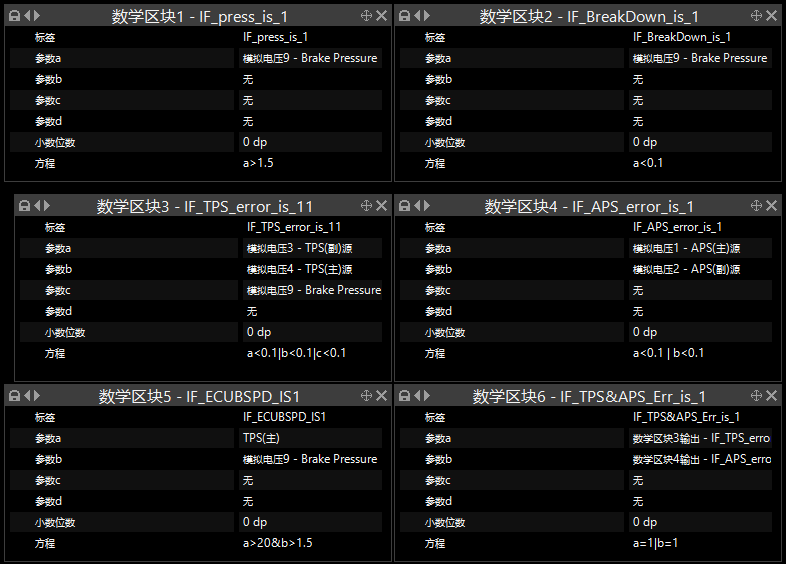 数学区块1 - IF_press_is_1
标签 IF_press_is_1
参数a 模拟电压9 - Brake Pressure
参数b 无
参数c 无
参数d 无
小数位数 0 dp
方程 a>1.5
数学区块2 - IF_BreakDown_is_1
标签 IF_BreakDown_is_1
参数a 模拟电压9 - Brake Pressure
参数b 无
参数c 无
参数d 无
小数位数 0 dp
方程 a<0.1
数学区块3 - IF_TPS_error_is_11
标签 IF_TPS_error_is_11
参数a 模拟电压3 - TPS(副)源
参数b 模拟电压4 - TPS(主)源
参数c 模拟电压9 - Brake Pressure
参数d 无
小数位数 0 dp
方程 a<0.1|b<0.1|c<0.1
数学区块4 - IF_APS_error_is_1
标签 IF_APS_error_is_1
参数a 模拟电压1 - APS(主)源
参数b 模拟电压2 - APS(副)源
参数c 无
参数d 无
小数位数 0 dp
方程 a<0.1 | b<0.1
数学区块5 - IF_ECUBSPD_IS1
标签 IF_ECUBSPD_IS1
参数a TPS(主)
参数b 模拟电压9 - Brake Pressure
参数c 无
参数d 无
小数位数 0 dp
方程 a>20&b>1.5
数学区块6 - IF_TPS&APS_Err_is_1
标签 IF_TPS&APS_Err_is_1
参数a 数学区块3输出 - IF_TPS_erro
参数b 数学区块4输出 - IF_APS_erro
参数c 无
参数d 无
小数位数 0 dp
方程 a=1|b=1